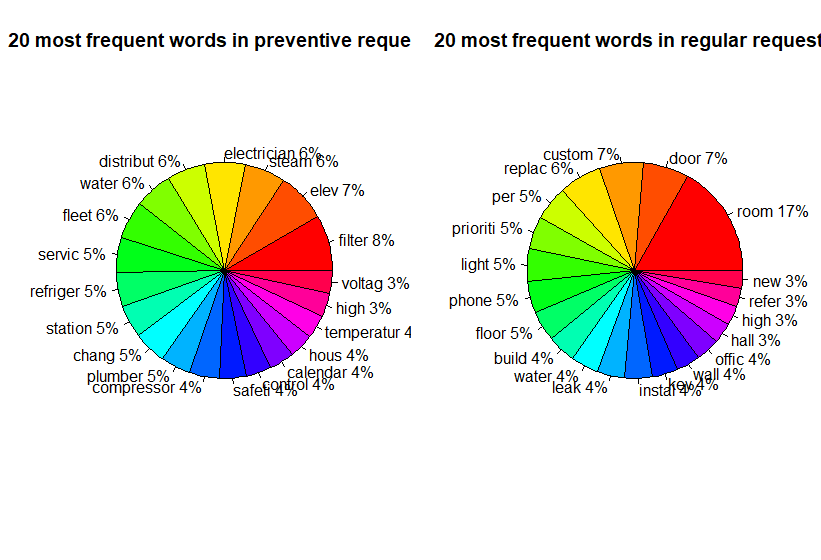 20 most frequent words in preventive reque
electrician 6%
distribut 6%
steam 6%
water 6%
elev 7%
fleet 6%
filter 8%
servic 5%
voltag 3%
refriger 5%
high 3%
station 5%
temperatur 4
chang 5%
hous 4%
plumber 5%
calendar 4%
compressor 4%
control 4%
safeti 4%
20 most frequent words in regular request
custom 7%
door 7%
replac 6%
per 5%
room 17%
prioriti 5%
light 5%
new 3%
phone 5%
refer 3%
high 3%
floor 5%
hall 3%
build 4%
offic 4%
water 4%
wall 4%
leak 4%
key 4%
instal 4%